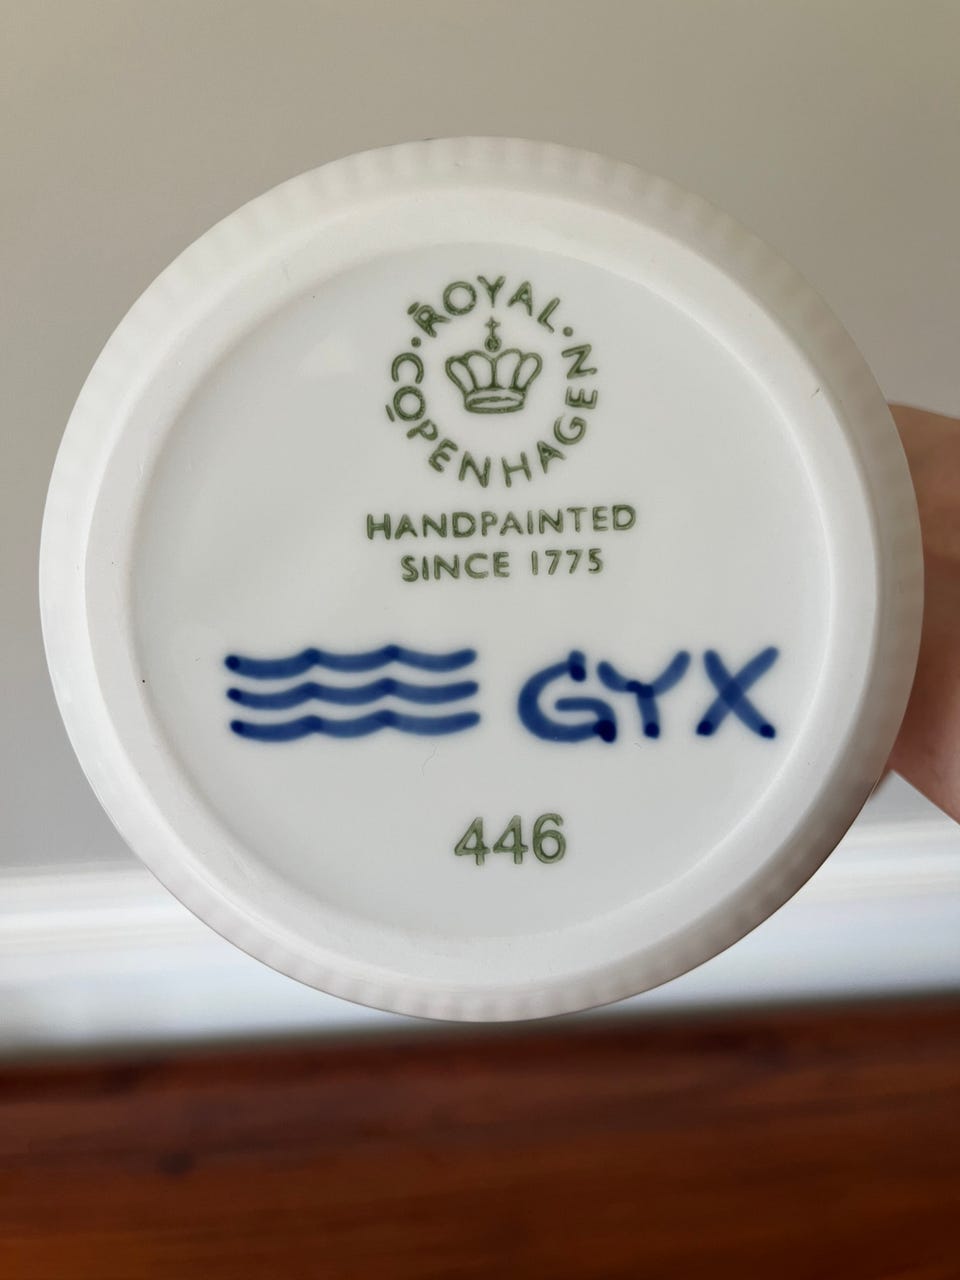 ROYAL
COPENHAGEN
HANDPAINTED
SINCE 1775
GYX
446